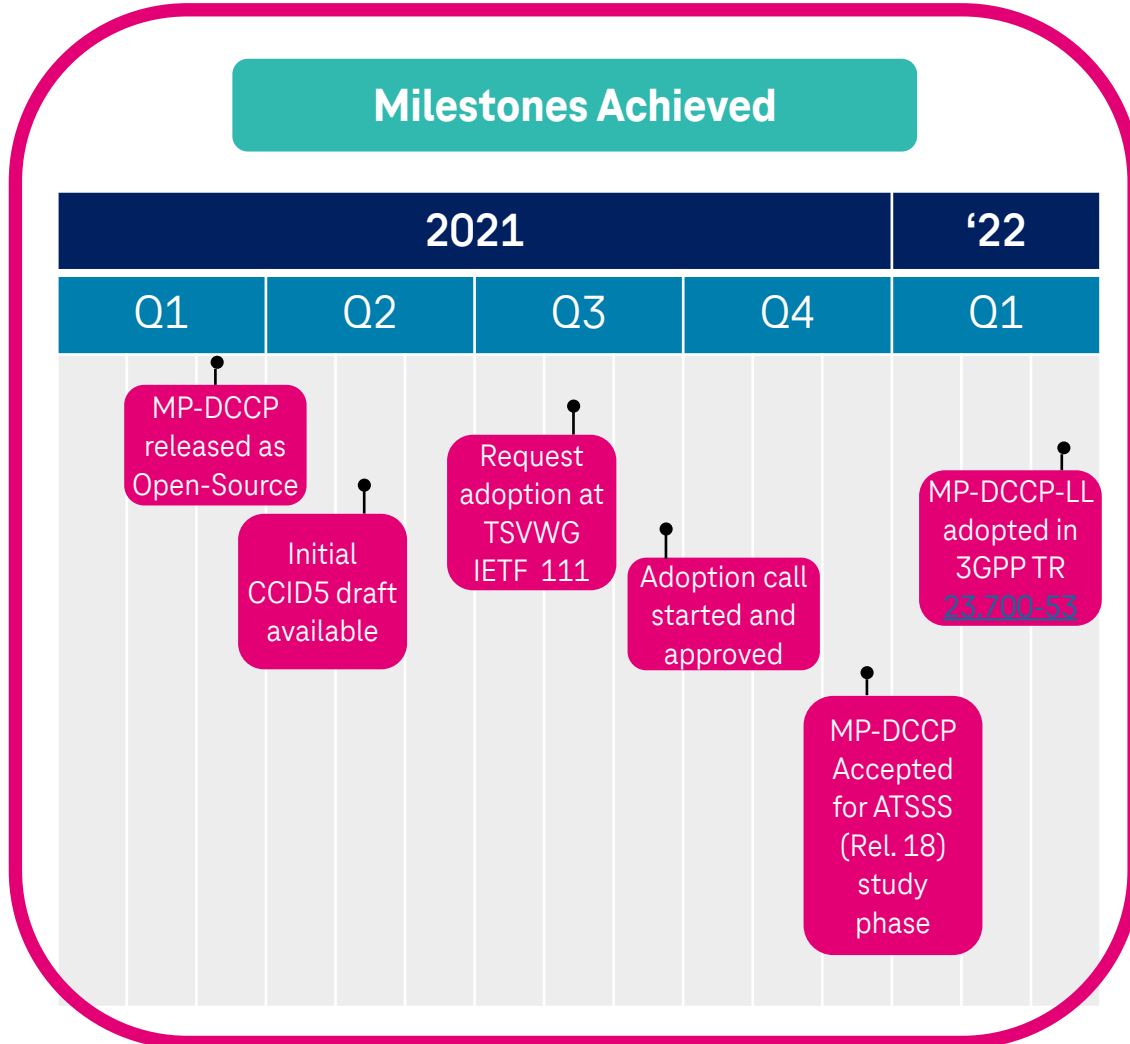 Milestones Achieved
2021
‘22
Q1
Q2
Q3
Q4
Q1
MP-DCCP
released as
Open-Source
Initial
CCID5 draft
available
Request
adoption at
TSVWG
IETF 111
Adoption call
started and
approved
MP-DCCP
Accepted
for ATSSS
(Rel. 18)
study
phase
MP-DCCP-LL
adopted in
3GPP TR
23.700-53